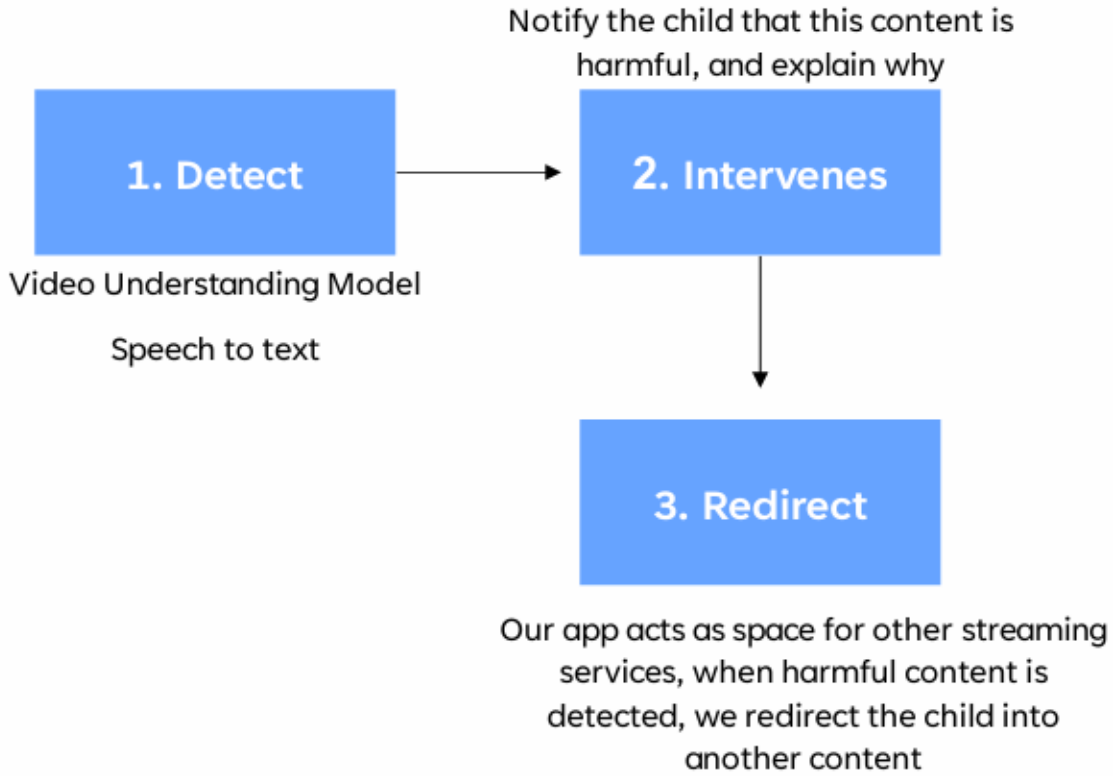 Notify the child that this content is
harmful, and explain why
1. Detect
2. Intervenes
Video Understanding Model
Speech to text
3. Redirect
Our app acts as space for other streaming
services, when harmful content is
detected, we redirect the child into
another content